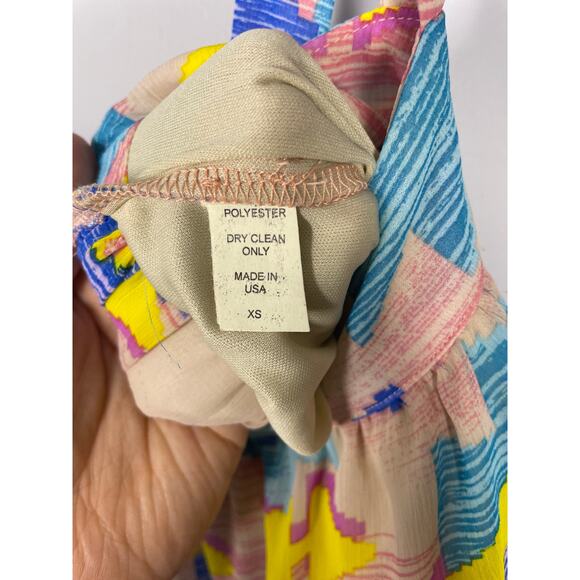 POLYESTER
DRY CLEAN
ONLY
MADE IN
USA
XS